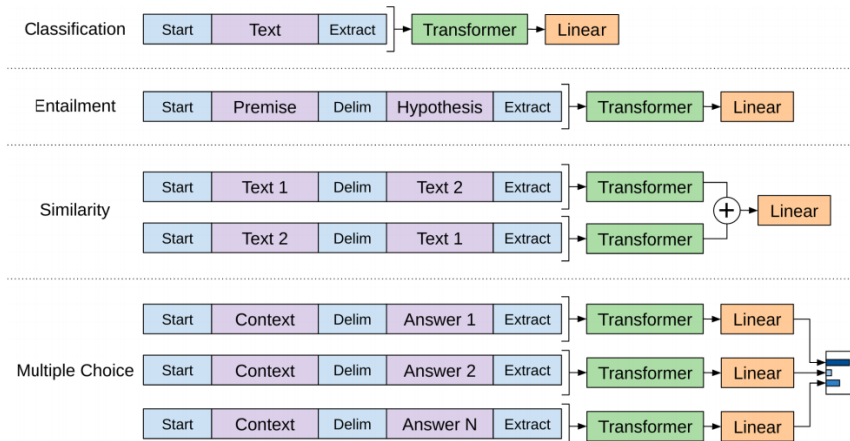 Classification Start Text Extract Transformer Linear
Entailment Start Premise Delim Hypothesis Extract Transformer Linear
Similarity
Start Text 1 Delim Text 2 Extract Transformer
+ Linear
Start Text 2 Delim Text 1 Extract Transformer
Multiple Choice
Start Context Delim Answer 1 Extract Transformer Linear
Start Context Delim Answer 2 Extract Transformer Linear
Start Context Delim Answer N Extract Transformer Linear